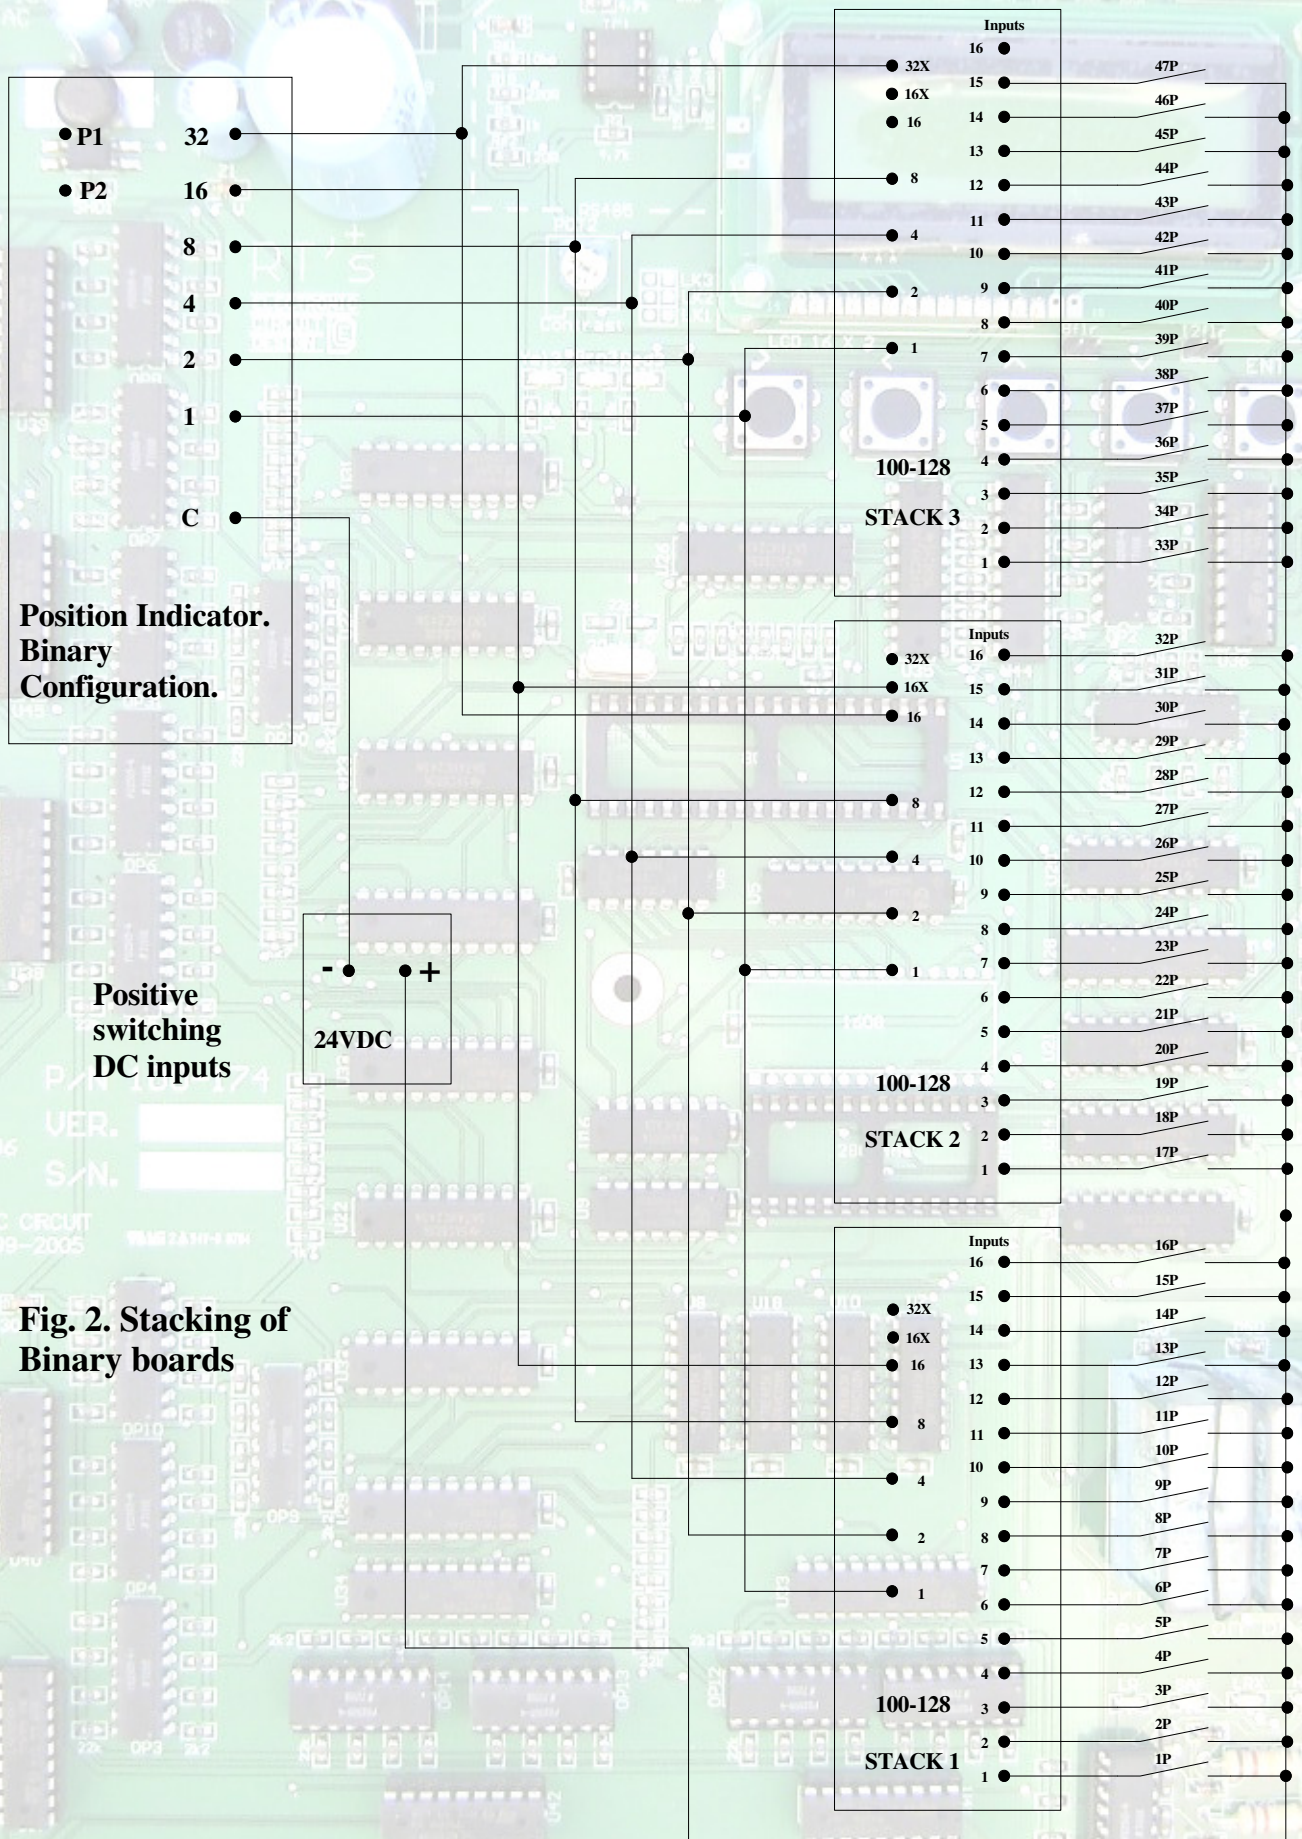 P1
P2
32
16
8
4
2
1
C
Position Indicator.
Binary
Configuration.
- +
24VDC
Positive
switching
DC inputs
Fig. 2. Stacking of
Binary boards
Inputs
32X
16X
16
8
4
2
1
16
15
14
13
12
11
10
9
8
7
6
5
4
3
2
1
100-128
STACK 3
47P
46P
45P
44P
43P
42P
41P
40P
39P
38P
37P
36P
35P
34P
33P
Inputs
32X
16X
16
8
4
2
1
16
15
14
13
12
11
10
9
8
7
6
5
4
3
2
1
100-128
STACK 2
32P
31P
30P
29P
28P
27P
26P
25P
24P
23P
22P
21P
20P
19P
18P
17P
Inputs
32X
16X
16
8
4
2
1
16
15
14
13
12
11
10
9
8
7
6
5
4
3
2
1
100-128
STACK 1
16P
15P
14P
13P
12P
11P
10P
9P
8P
7P
6P
5P
4P
3P
2P
1P
VER.
S/N.